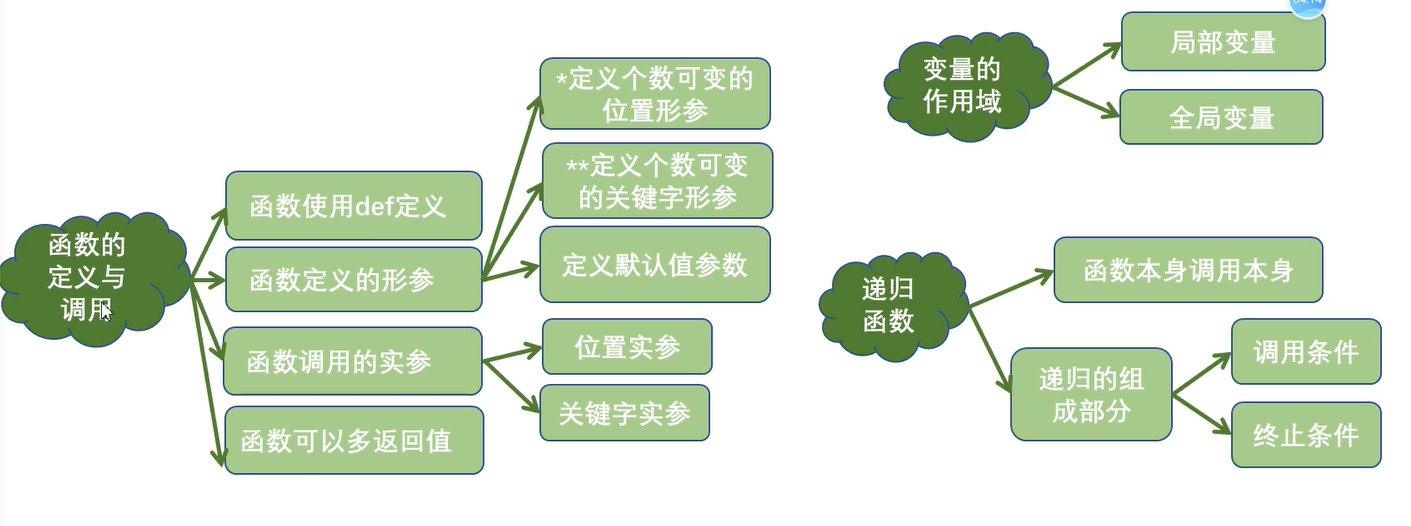 函数的
定义与
调用
函数使用def定义
函数定义的形参
函数调用的实参
函数可以多返回值
*定义个数可变的
位置形参
**定义个数可变
的关键字形参
定义默认值参数
位置实参
关键字实参
变量的
作用域
局部变量
全局变量
递归
函数
函数本身调用本身
递归的组
成部分
调用条件
终止条件
04:14